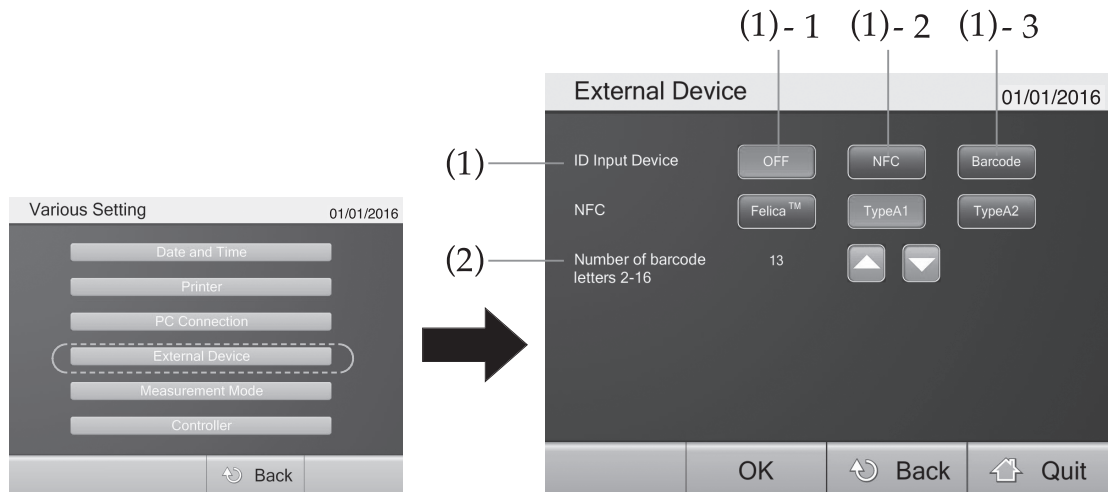 (1)- 1 (1)- 2 (1)- 3
External Device 01/01/2016
(1) ID Input Device OFF NFC Barcode
NFC Felica™ TypeA1 TypeA2
(2) Number of barcode 13
letters 2-16
OK Back Quit
Various Setting 01/01/2016
Date and Time
Printer
PC Connection
External Device
Measurement Mode
Controller
Back